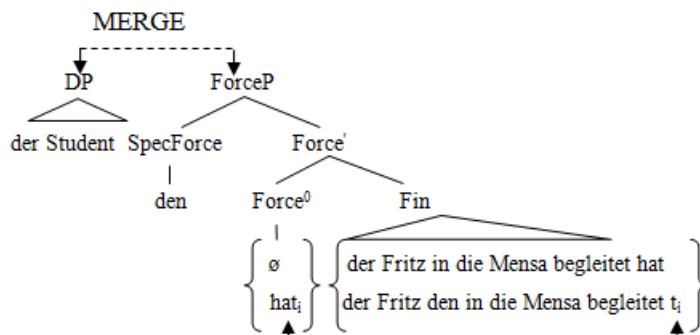 MERGE
DP ForceP
der Student SpecForce Force'
den Force⁰ Fin
ø der Fritz in die Mensa begleitet hat
hatᵢ der Fritz den in die Mensa begleitet tᵢ